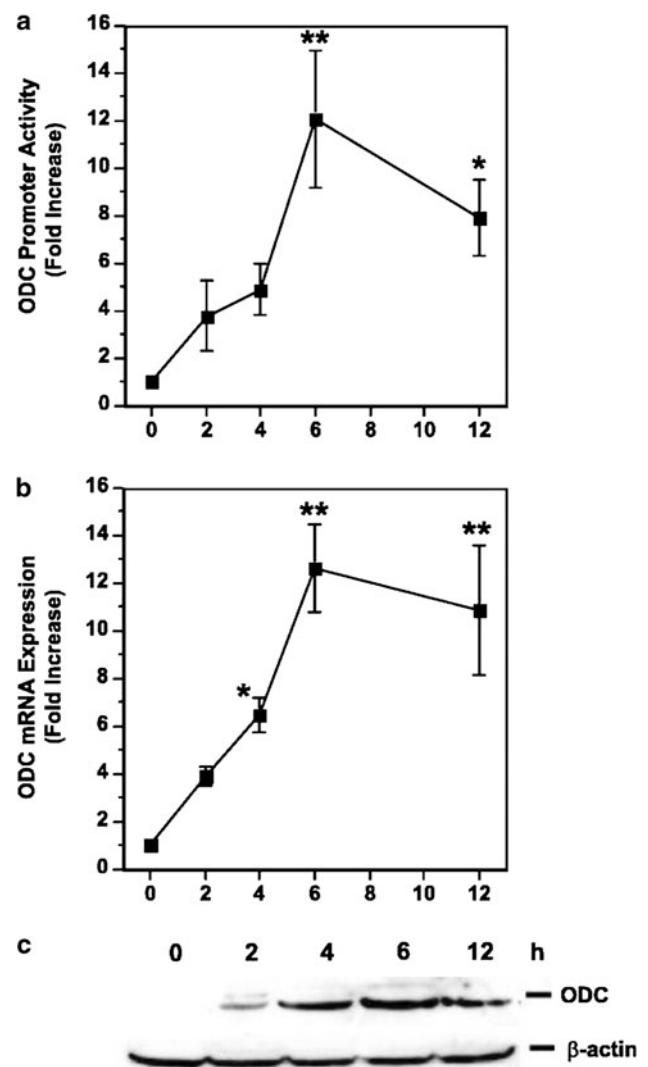 a
ODC Promoter Activity
(Fold Increase)
16
14
12
10
8
6
4
2
0
**
*
0 2 4 6 8 10 12
b
ODC mRNA Expression
(Fold Increase)
16
14
12
10
8
6
4
2
0
*
**
**
0 2 4 6 8 10 12
c
0 2 4 6 12 h
ODC
β-actin